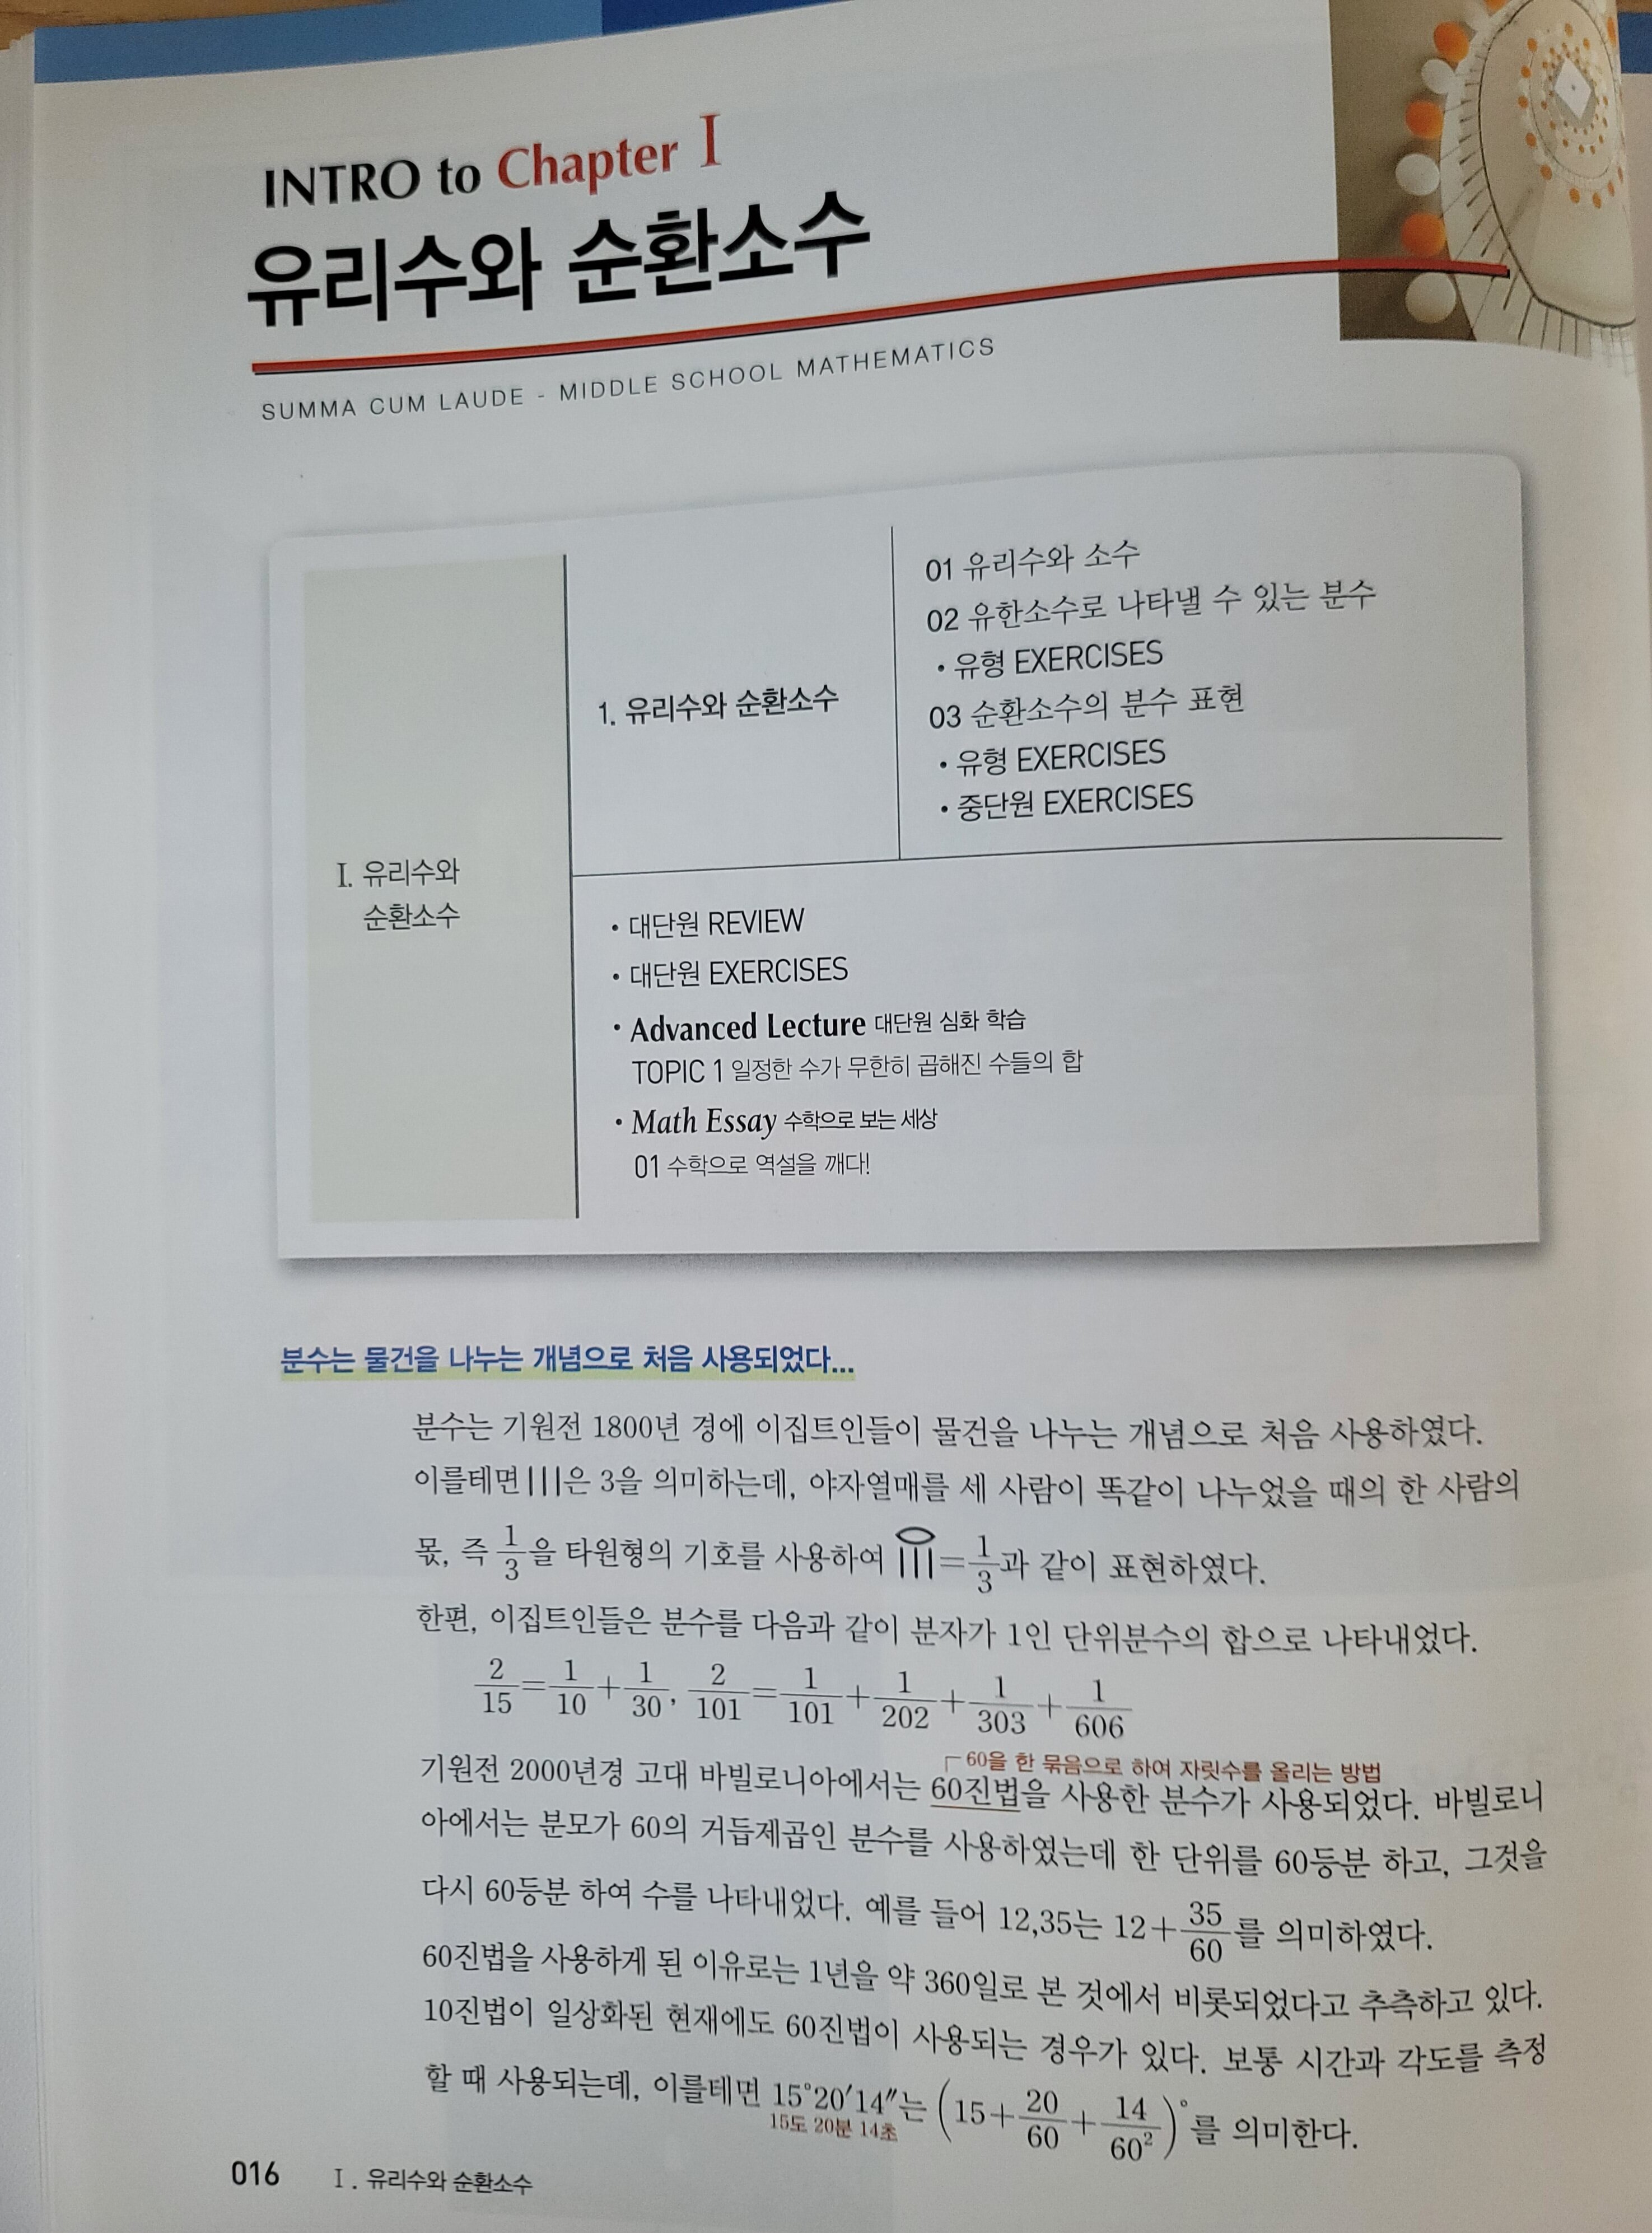 INTRO to Chapter Ⅰ
유리수와 순환소수
SUMMA CUM LAUDE - MIDDLE SCHOOL MATHEMATICS
Ⅰ. 유리수와
순환소수
1. 유리수와 순환소수
01 유리수와 소수
02 유한소수로 나타낼 수 있는 분수
• 유형 EXERCISES
03 순환소수의 분수 표현
• 유형 EXERCISES
• 중단원 EXERCISES
• 대단원 REVIEW
• 대단원 EXERCISES
• Advanced Lecture 대단원 심화 학습
TOPIC 1 일정한 수가 무한히 곱해진 수들의 합
• Math Essay 수학으로 보는 세상
01 수학으로 역설을 깨다!
분수는 물건을 나누는 개념으로 처음 사용되었다...
분수는 기원전 1800년 경에 이집트인들이 물건을 나누는 개념으로 처음 사용하였다.
이를테면 |||은 3을 의미하는데, 야자열매를 세 사람이 똑같이 나누었을 때의 한 사람의
몫, 즉 1/3을 타원형의 기호를 사용하여 |||=1/3과 같이 표현하였다.
한편, 이집트인들은 분수를 다음과 같이 분자가 1인 단위분수의 합으로 나타내었다.
2/15=1/10+1/30, 2/101=1/101+1/202+1/303+1/606
60을 한 묶음으로 하여 자릿수를 올리는 방법
기원전 2000년경 고대 바빌로니아에서는 60진법을 사용한 분수가 사용되었다. 바빌로니
아에서는 분모가 60의 거듭제곱인 분수를 사용하였는데 한 단위를 60등분 하고, 그것을
다시 60등분 하여 수를 나타내었다. 예를 들어 12,35는 12+35/60를 의미하였다.
60진법을 사용하게 된 이유로는 1년을 약 360일로 본 것에서 비롯되었다고 추측하고 있다.
10진법이 일상화된 현재에도 60진법이 사용되는 경우가 있다. 보통 시간과 각도를 측정
할 때 사용되는데, 이를테면 15°20′14″는 (15+20/60+14/60²)°를 의미한다.
15도 20분 14초
016 Ⅰ. 유리수와 순환소수